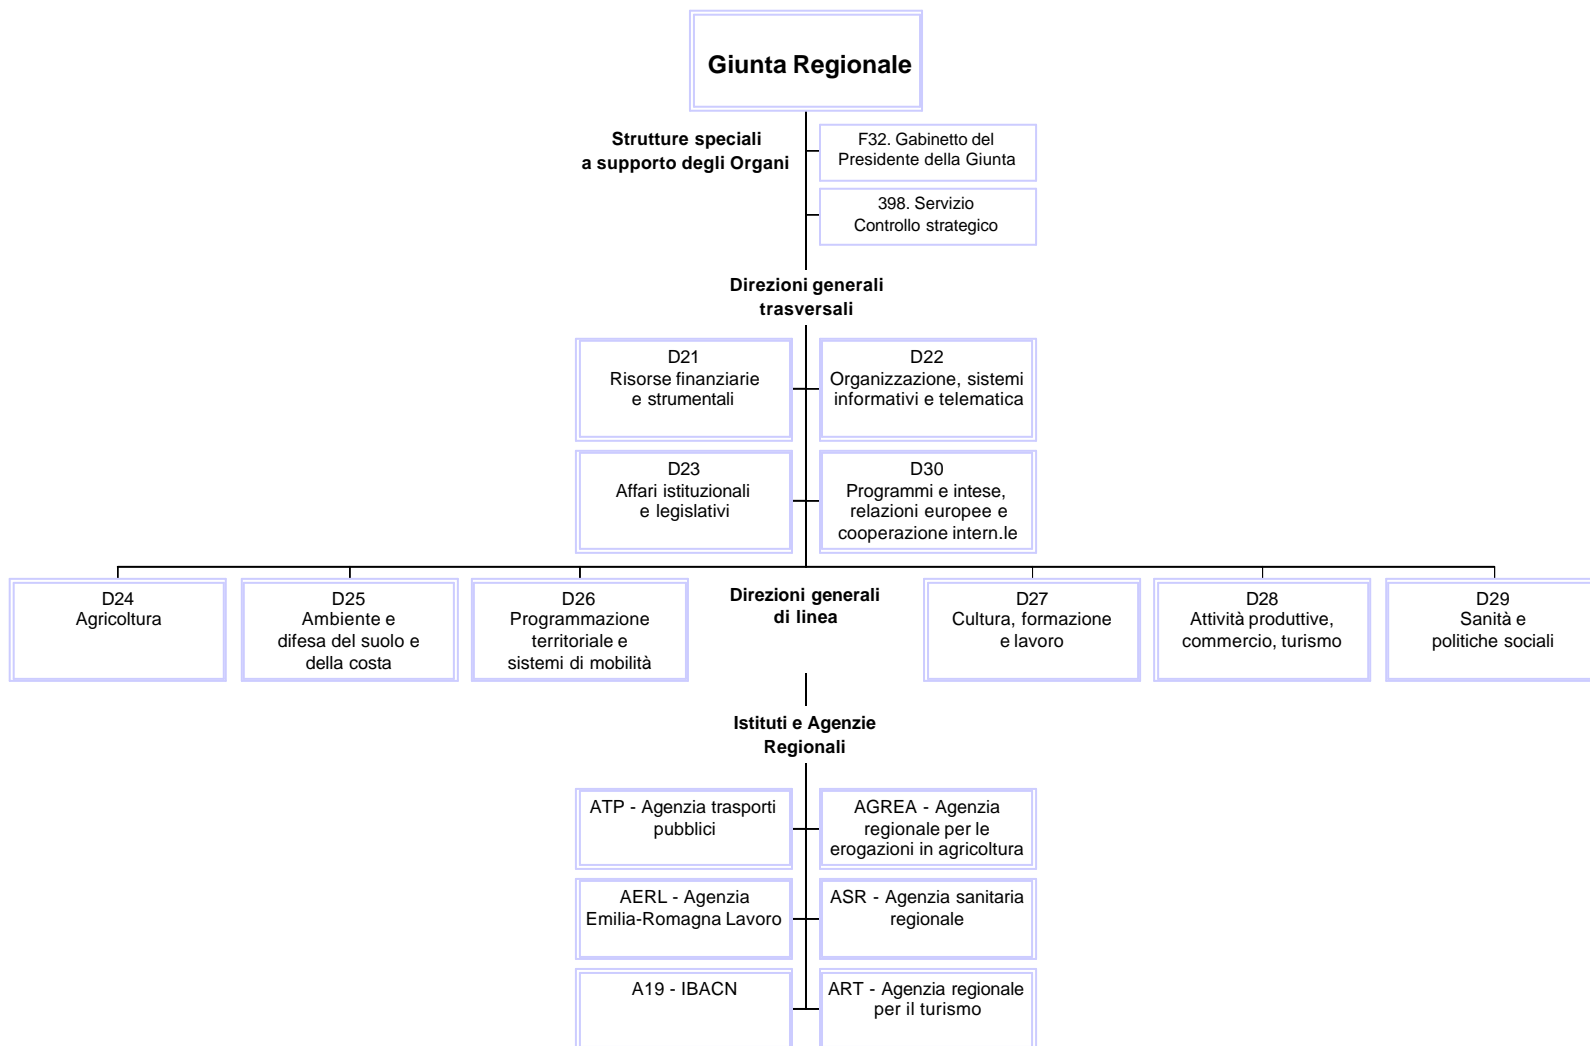 Giunta Regionale
Strutture speciali
a supporto degli Organi
F32. Gabinetto del
Presidente della Giunta
398. Servizio
Controllo strategico
Direzioni generali
trasversali
D21
Risorse finanziarie
e strumentali
D22
Organizzazione, sistemi
informativi e telematica
D23
Affari istituzionali
e legislativi
D30
Programmi e intese,
relazioni europee e
cooperazione intern.le
D24
Agricoltura
D25
Ambiente e
difesa del suolo e
della costa
D26
Programmazione
territoriale e
sistemi di mobilità
Direzioni generali
di linea
D27
Cultura, formazione
e lavoro
D28
Attività produttive,
commercio, turismo
D29
Sanità e
politiche sociali
Istituti e Agenzie
Regionali
ATP - Agenzia trasporti
pubblici
AGREA - Agenzia
regionale per le
erogazioni in agricoltura
AERL - Agenzia
Emilia-Romagna Lavoro
ASR - Agenzia sanitaria
regionale
A19 - IBACN
ART - Agenzia regionale
per il turismo